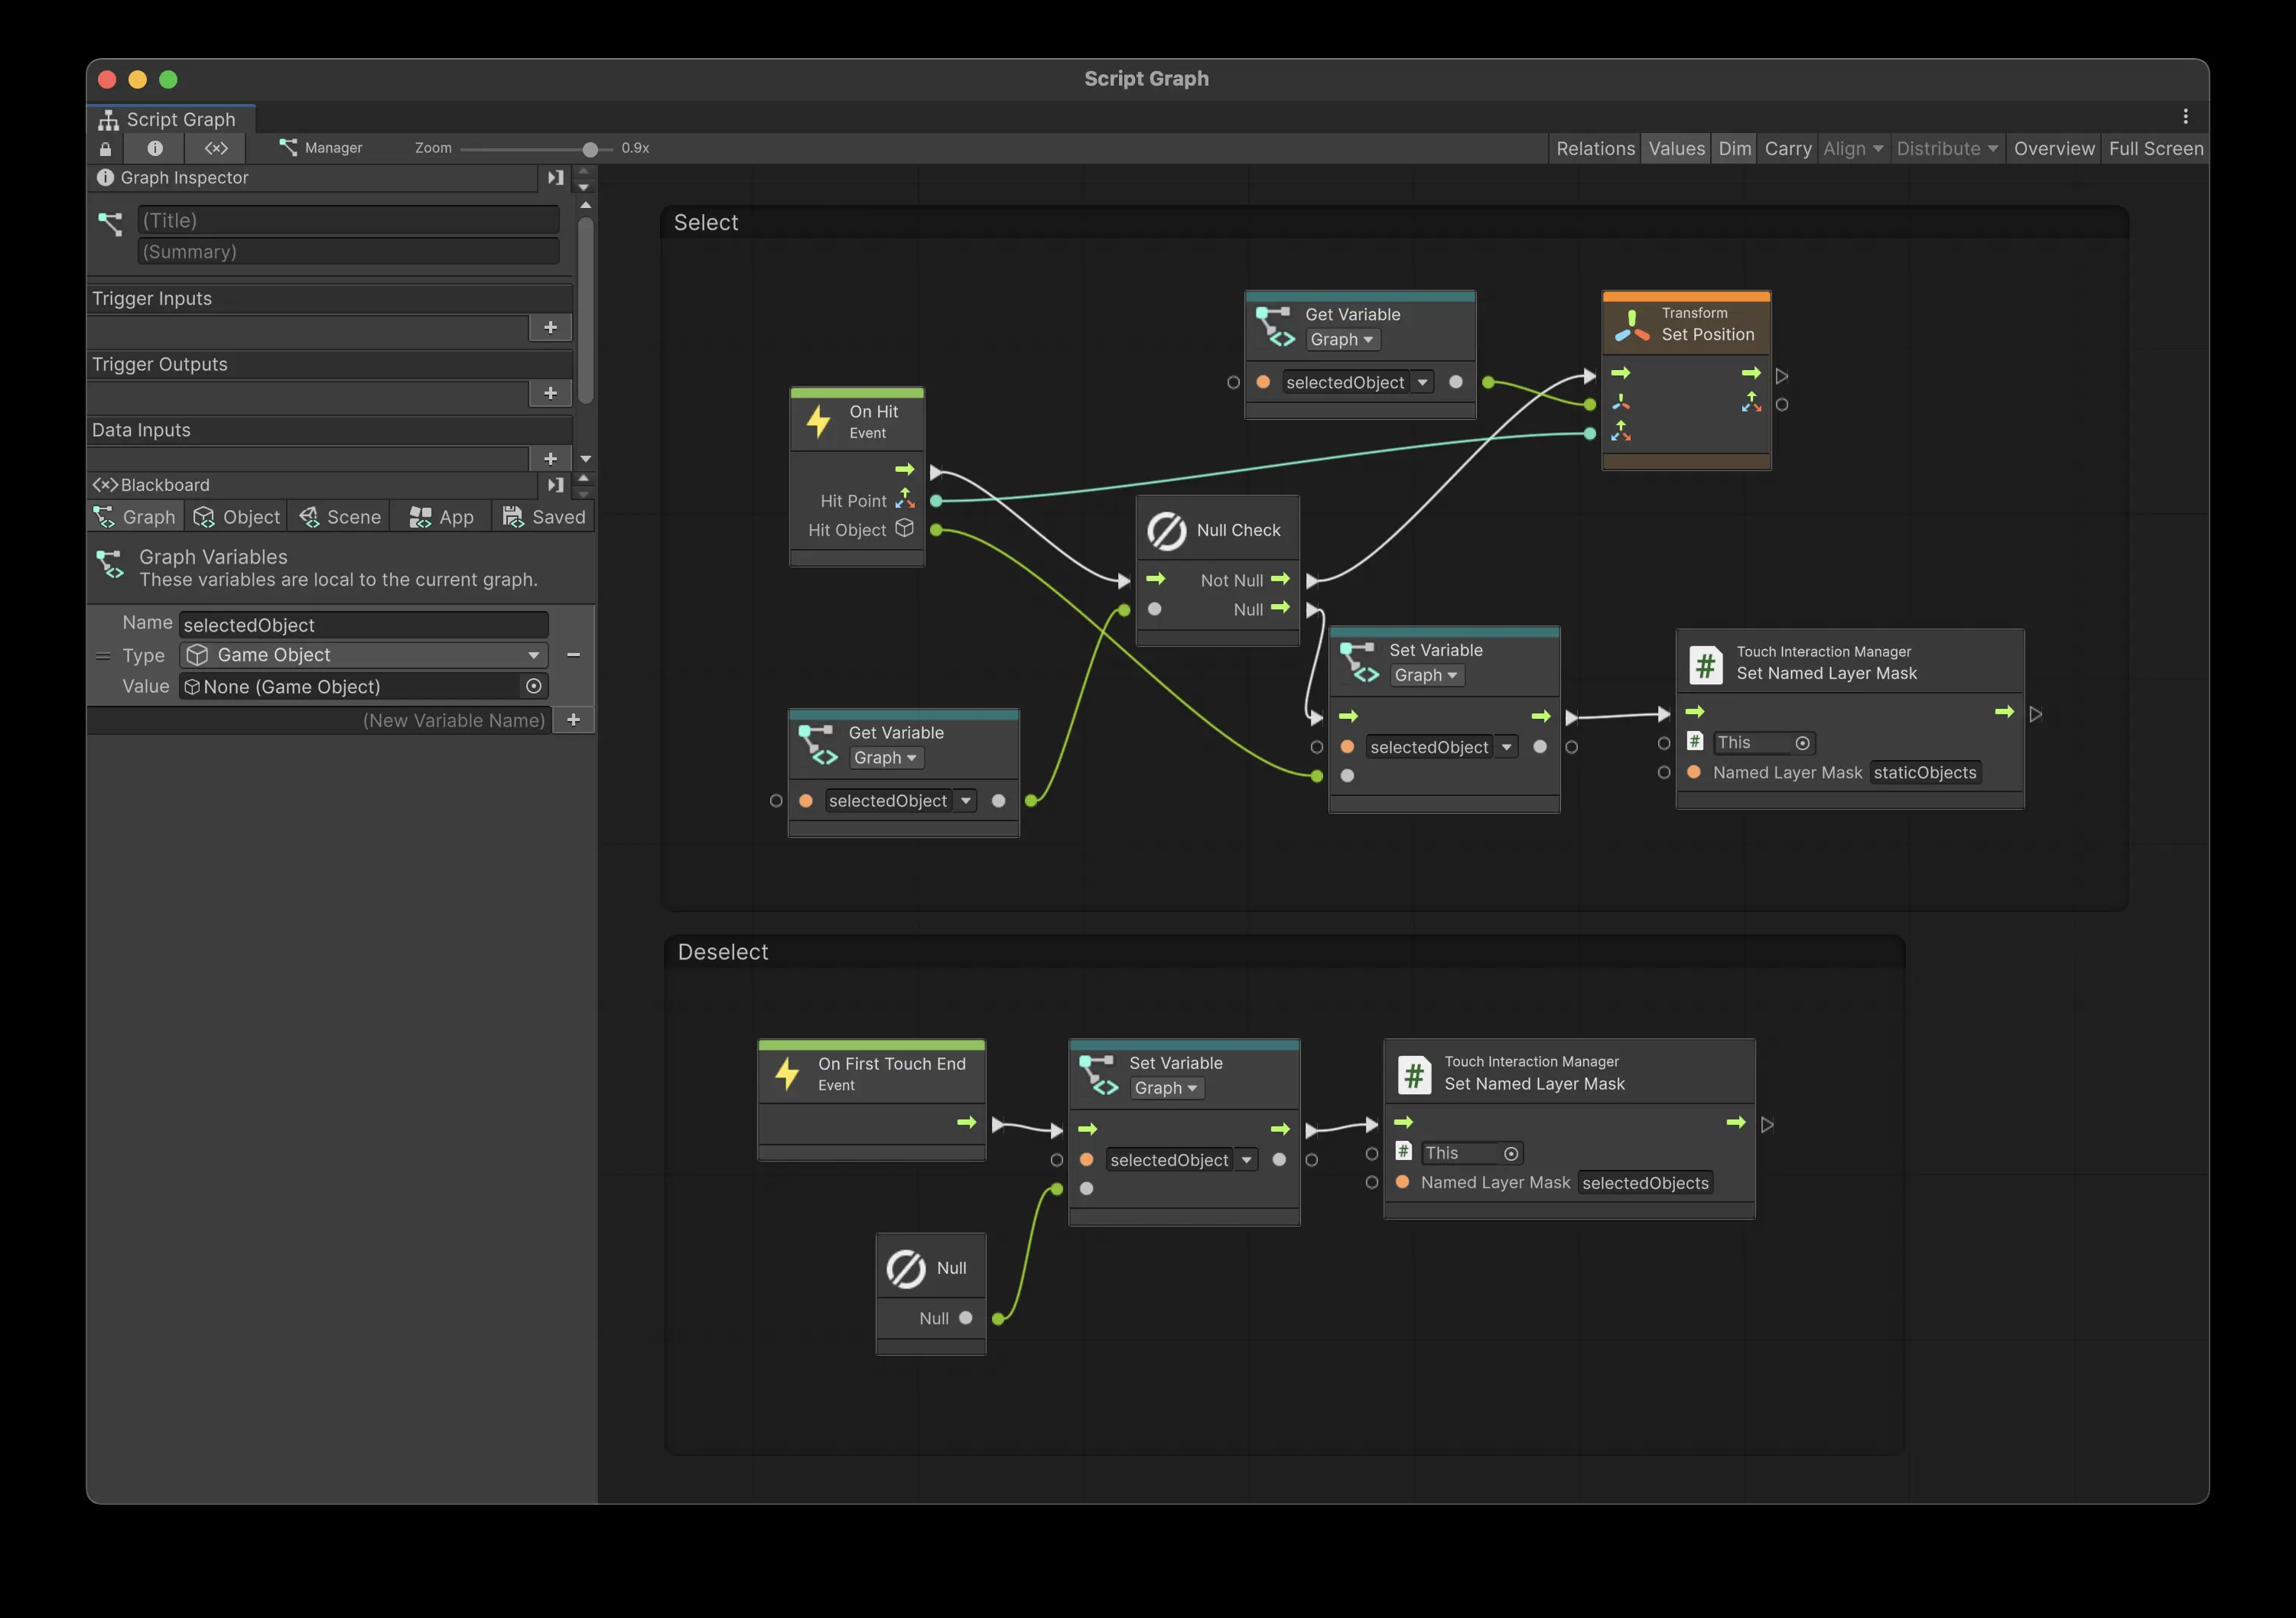 Script Graph
Script Graph
Manager
Zoom
0.9x
Relations
Values
Dim
Carry
Align
Distribute
Overview
Full Screen
Graph Inspector
(Title)
(Summary)
Trigger Inputs
+
Trigger Outputs
+
Data Inputs
+
Blackboard
Graph
Object
Scene
App
Saved
Graph Variables
These variables are local to the current graph.
Name
selectedObject
Type
Game Object
Value
None (Game Object)
(New Variable Name)
+
Select
Get Variable
Graph
selectedObject
Transform
Set Position
On Hit
Event
Hit Point
Hit Object
Null Check
Not Null
Null
Set Variable
Graph
selectedObject
Touch Interaction Manager
Set Named Layer Mask
This
Named Layer Mask
staticObjects
Get Variable
Graph
selectedObject
Deselect
On First Touch End
Event
Set Variable
Graph
selectedObject
Touch Interaction Manager
Set Named Layer Mask
This
Named Layer Mask
selectedObjects
Null
Null